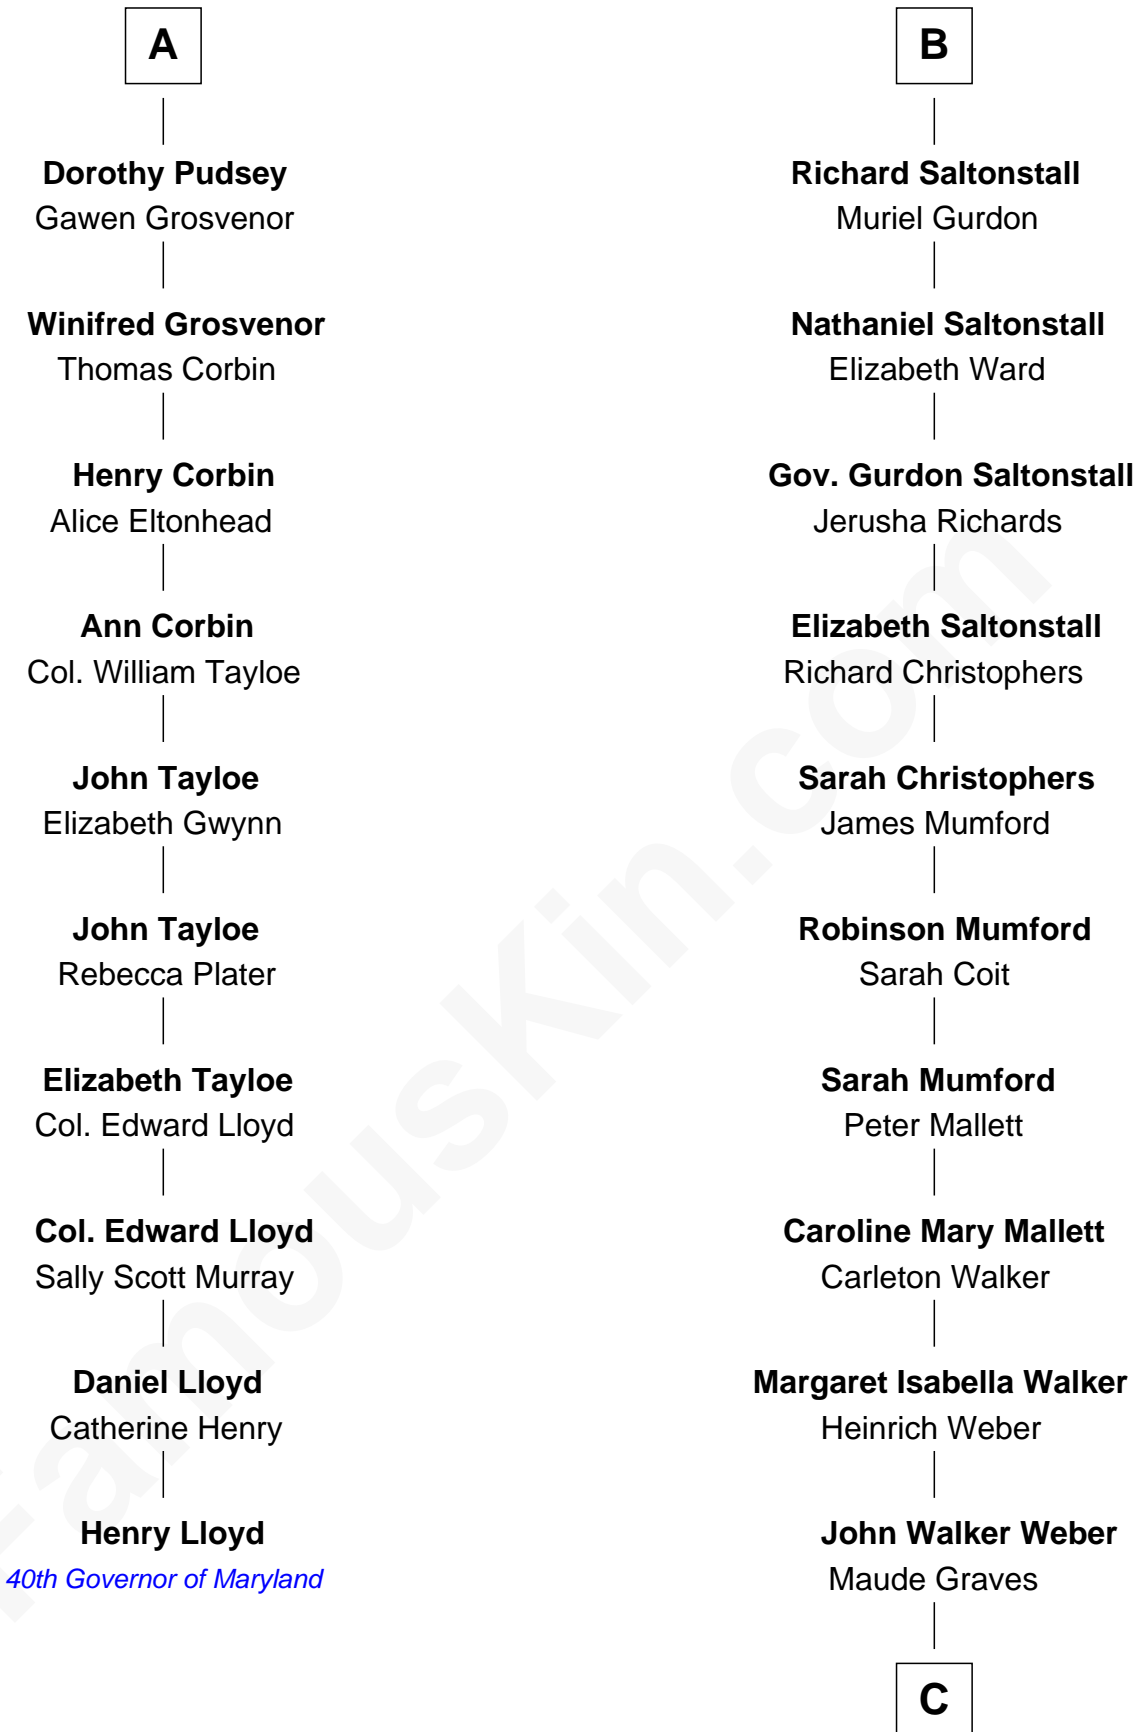 A
Dorothy Pudsey
Gawen Grosvenor
Winifred Grosvenor
Thomas Corbin
Henry Corbin
Alice Eltonhead
Ann Corbin
Col. William Tayloe
John Tayloe
Elizabeth Gwynn
John Tayloe
Rebecca Plater
Elizabeth Tayloe
Col. Edward Lloyd
Col. Edward Lloyd
Sally Scott Murray
Daniel Lloyd
Catherine Henry
Henry Lloyd
40th Governor of Maryland
B
Richard Saltonstall
Muriel Gurdon
Nathaniel Saltonstall
Elizabeth Ward
Gov. Gurdon Saltonstall
Jerusha Richards
Elizabeth Saltonstall
Richard Christophers
Sarah Christophers
James Mumford
Robinson Mumford
Sarah Coit
Sarah Mumford
Peter Mallett
Caroline Mary Mallett
Carleton Walker
Margaret Isabella Walker
Heinrich Weber
John Walker Weber
Maude Graves
C
FamousKin.com